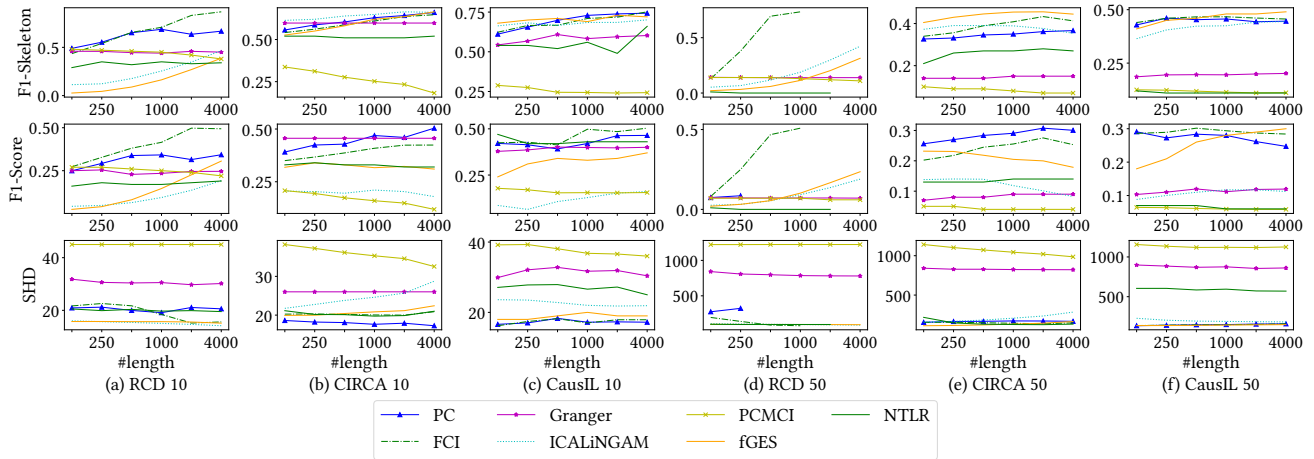 F1-Skeleton
0.5
0.0
0.50
0.25
0.75
0.50
0.25
0.5
0.0
0.4
0.2
0.50
0.25
250 1000 4000
250 1000 4000
250 1000 4000
250 1000 4000
250 1000 4000
250 1000 4000
F1-Score
0.50
0.25
0.50
0.25
0.4
0.2
0.5
0.0
0.3
0.2
0.1
0.3
0.2
0.1
250 1000 4000
250 1000 4000
250 1000 4000
250 1000 4000
250 1000 4000
250 1000 4000
SHD
40
20
30
20
40
20
1000
500
1000
500
1000
500
250 1000 4000
250 1000 4000
250 1000 4000
250 1000 4000
250 1000 4000
250 1000 4000
#length #length #length #length #length #length
(a) RCD 10 (b) CIRCA 10 (c) CausIL 10 (d) RCD 50 (e) CIRCA 50 (f) CausIL 50
PC Granger PCMCI NTLR
FCI ICALiNGAM fGES